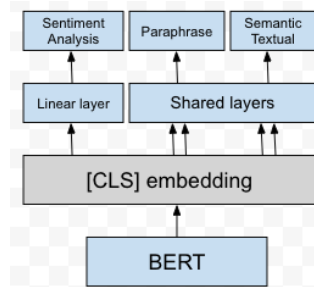 Sentiment
Analysis
Paraphrase
Semantic
Textual
Linear layer
Shared layers
[CLS] embedding
BERT